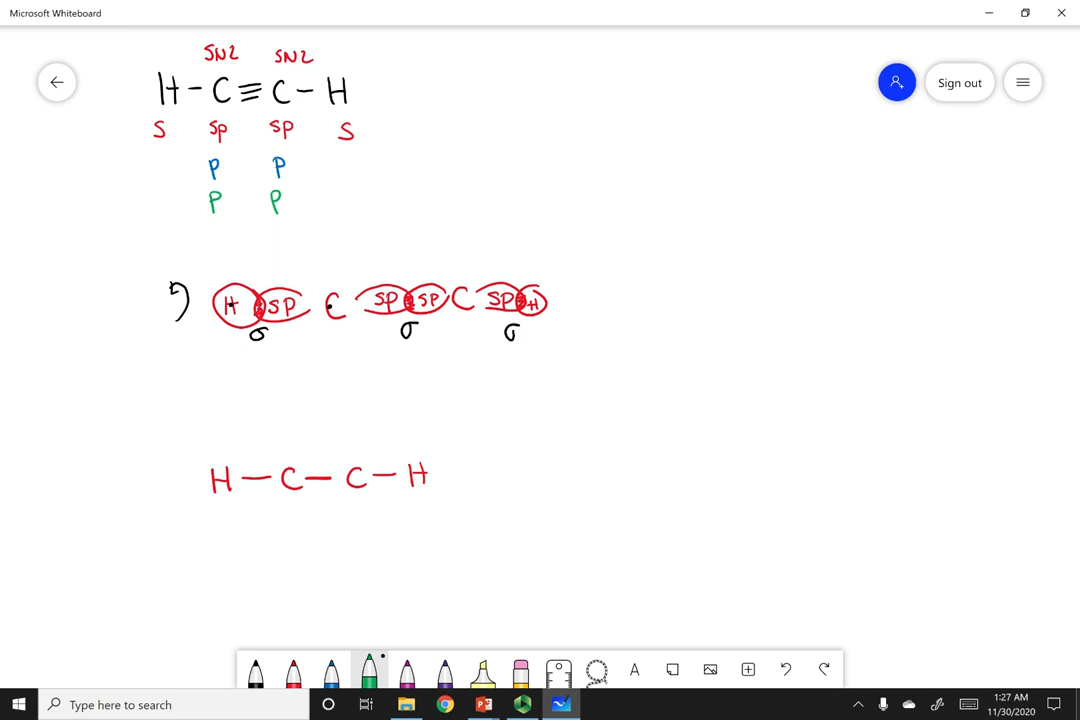 Microsoft Whiteboard
Sign out
SN2 SN2
H - C ≡ C - H
S SP SP S
P P
P P
H SP C SP SP C SP H
σ σ σ
H — C — C — H
A
Type here to search
1:27 AM
11/30/2020